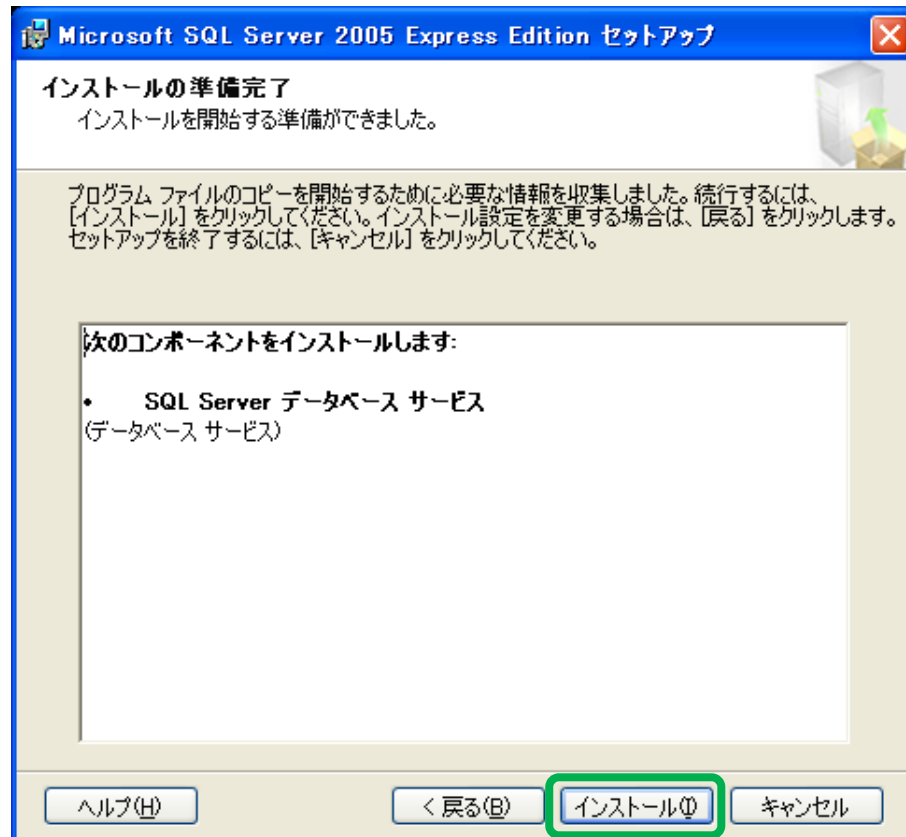 Microsoft SQL Server 2005 Express Edition セットアップ
インストールの準備完了
インストールを開始する準備ができました。
プログラム ファイルのコピーを開始するために必要な情報を収集しました。続行するには、
[インストール] をクリックしてください。インストール設定を変更する場合は、[戻る] をクリックします。
セットアップを終了するには、[キャンセル] をクリックしてください。
次のコンポーネントをインストールします:
• SQL Server データベース サービス
(データベース サービス)
ヘルプ(H)
< 戻る(B)
インストール(I)
キャンセル